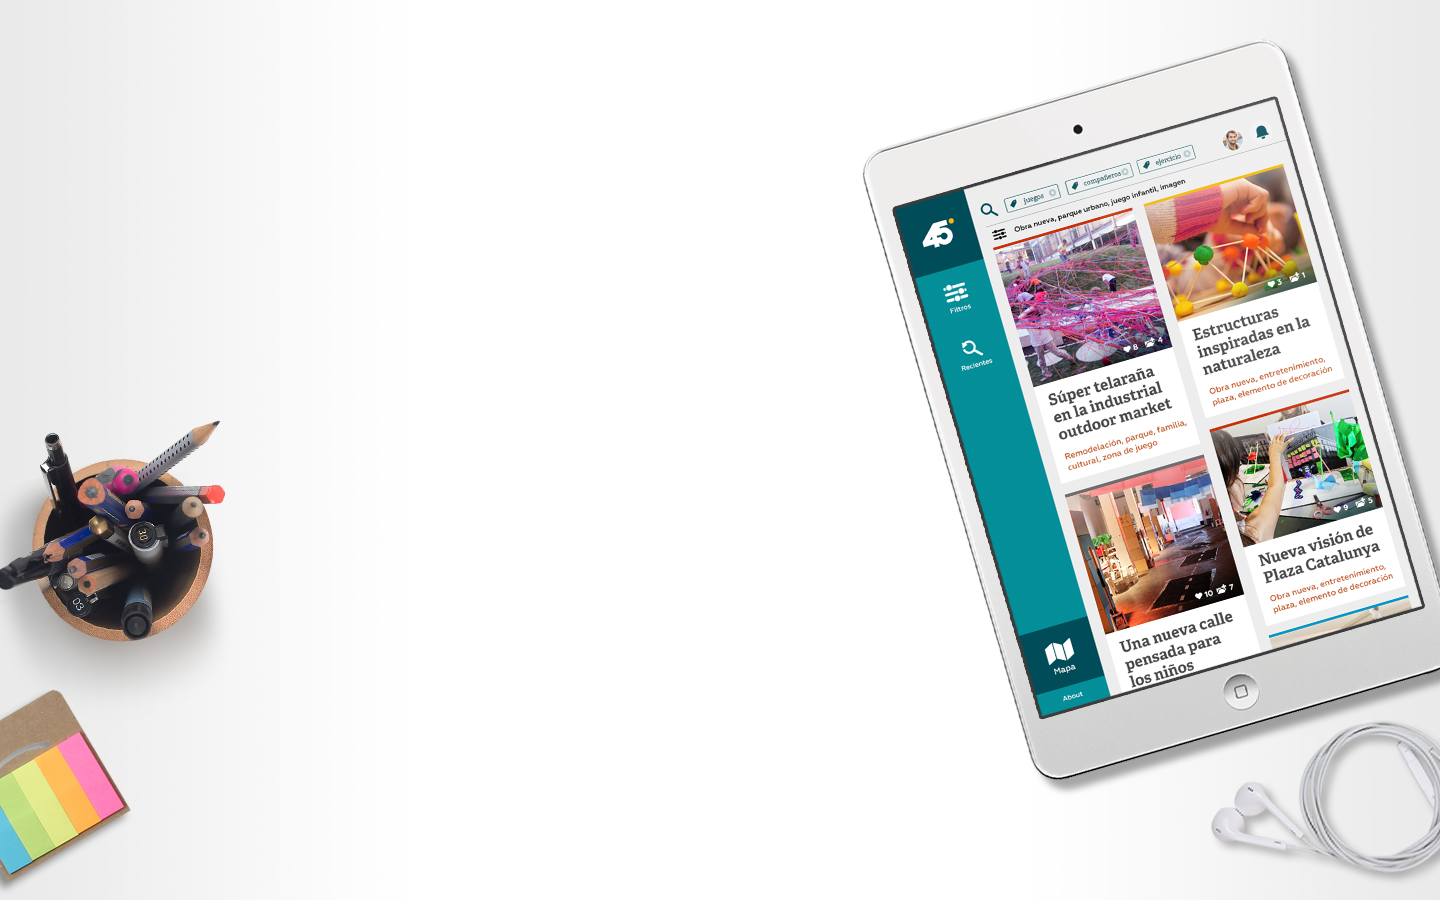 juegos
compañeros
ejercicio
Obra nueva, parque urbano, juego infantil, imagen
45
Filtros
Recientes
8 4
Súper telaraña
en la industrial
outdoor market
Remodelación, parque, familia,
cultural, zona de juego
3 1
Estructuras
inspiradas en la
naturaleza
Obra nueva, entretenimiento,
plaza, elemento de decoración
10 7
Una nueva calle
pensada para
los niños
9 5
Nueva visión de
Plaza Catalunya
Obra nueva, entretenimiento,
plaza, elemento de decoración
Mapa
About
30
03